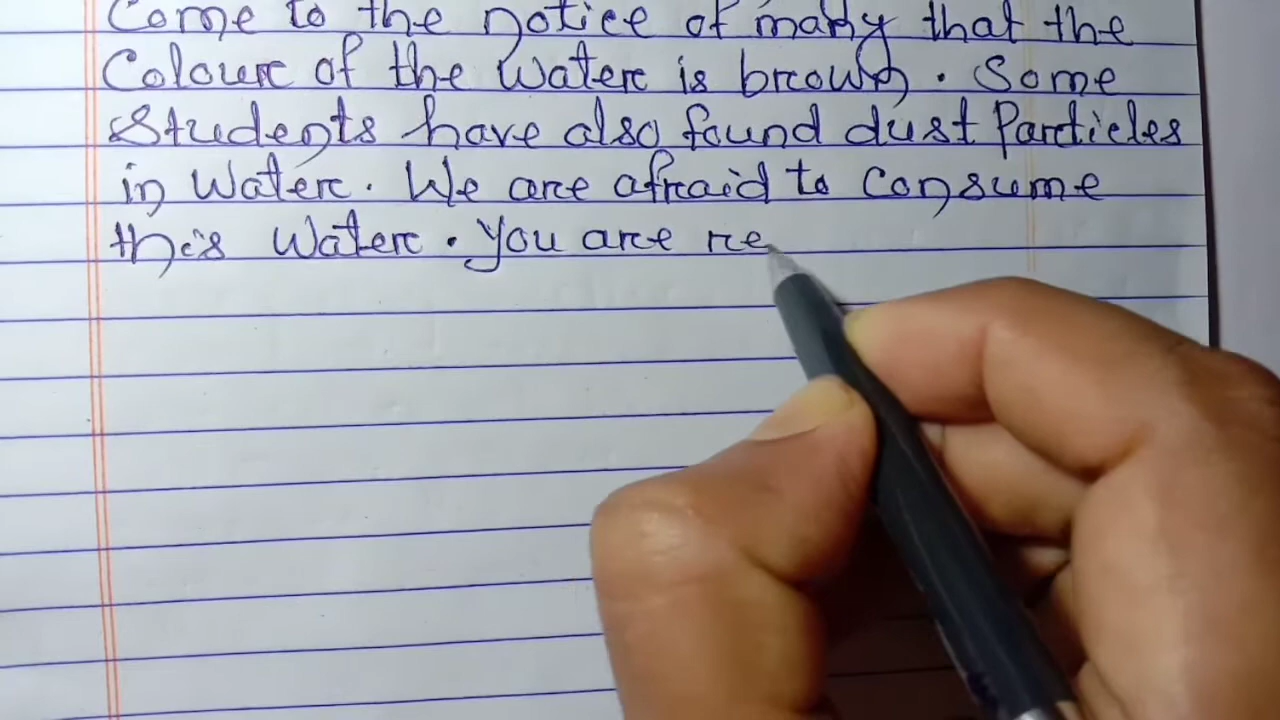 Come to the notice of many that the
Colour of the water is brown. Some
Students have also found dust Particles
in Water. We are afraid to consume
this Water. You are re